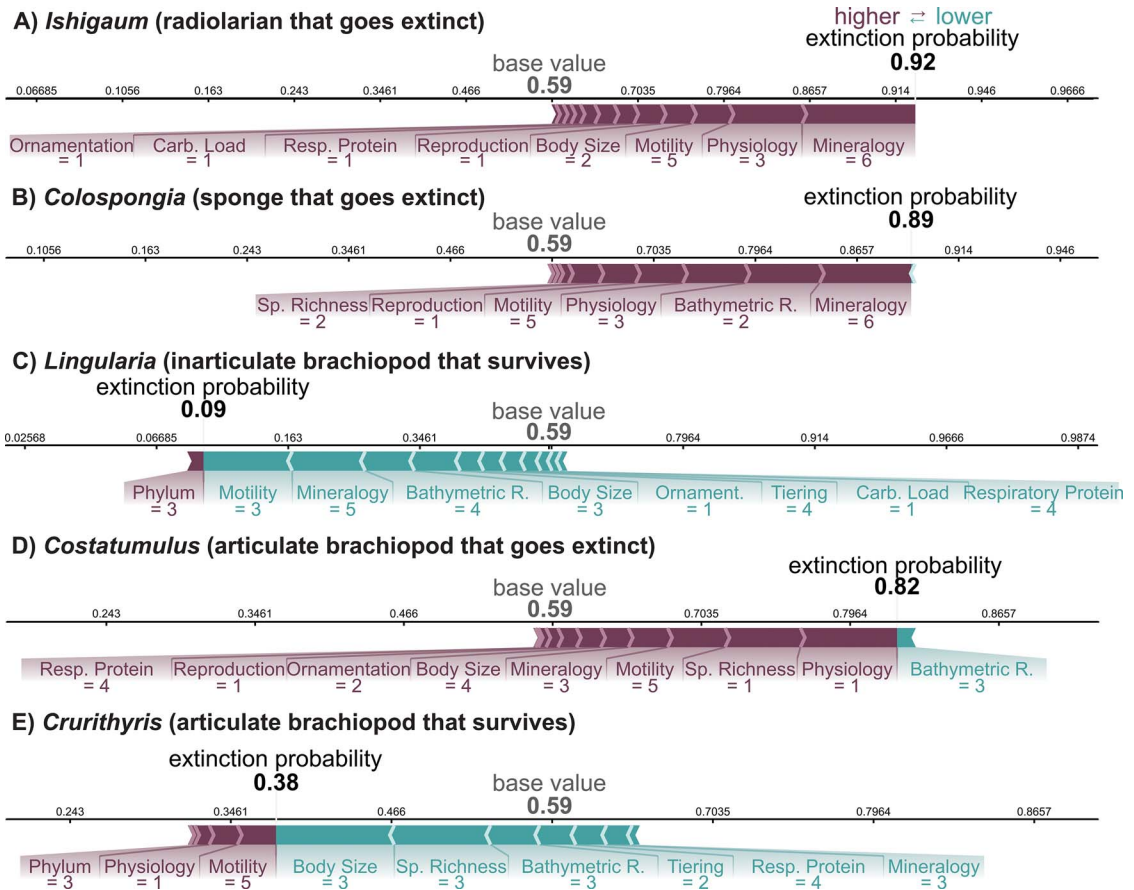 A) Ishigaum (radiolarian that goes extinct)
higher ⇌ lower
extinction probability
0.92
base value
0.59
0.06685 0.1056 0.163 0.243 0.3461 0.466 0.7035 0.7964 0.8657 0.914 0.946 0.9666
Ornamentation Carb. Load Resp. Protein Reproduction Body Size Motility Physiology Mineralogy
= 1 = 1 = 1 = 1 = 2 = 5 = 3 = 6
B) Colospongia (sponge that goes extinct)
extinction probability
0.89
base value
0.59
0.1056 0.163 0.243 0.3461 0.466 0.7035 0.7964 0.8657 0.914 0.946
Sp. Richness Reproduction Motility Physiology Bathymetric R. Mineralogy
= 2 = 1 = 5 = 3 = 2 = 6
C) Lingularia (inarticulate brachiopod that survives)
extinction probability
0.09
base value
0.59
0.02568 0.06685 0.163 0.3461 0.7964 0.914 0.9666 0.9874
Phylum Motility Mineralogy Bathymetric R. Body Size Ornament. Tiering Carb. Load Respiratory Protein
= 3 = 3 = 5 = 4 = 3 = 1 = 4 = 1 = 4
D) Costatumulus (articulate brachiopod that goes extinct)
extinction probability
0.82
base value
0.59
0.243 0.3461 0.466 0.7035 0.7964 0.8657
Resp. Protein Reproduction Ornamentation Body Size Mineralogy Motility Sp. Richness Physiology Bathymetric R.
= 4 = 1 = 2 = 4 = 3 = 5 = 1 = 1 = 3
E) Crurithyris (articulate brachiopod that survives)
extinction probability
0.38
base value
0.59
0.243 0.3461 0.466 0.7035 0.7964 0.8657
Phylum Physiology Motility Body Size Sp. Richness Bathymetric R. Tiering Resp. Protein Mineralogy
= 3 = 1 = 5 = 3 = 3 = 3 = 2 = 4 = 3